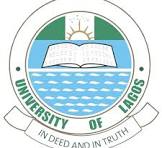 UNIVERSITY OF LAGOS
IN DEED AND IN TRUTH